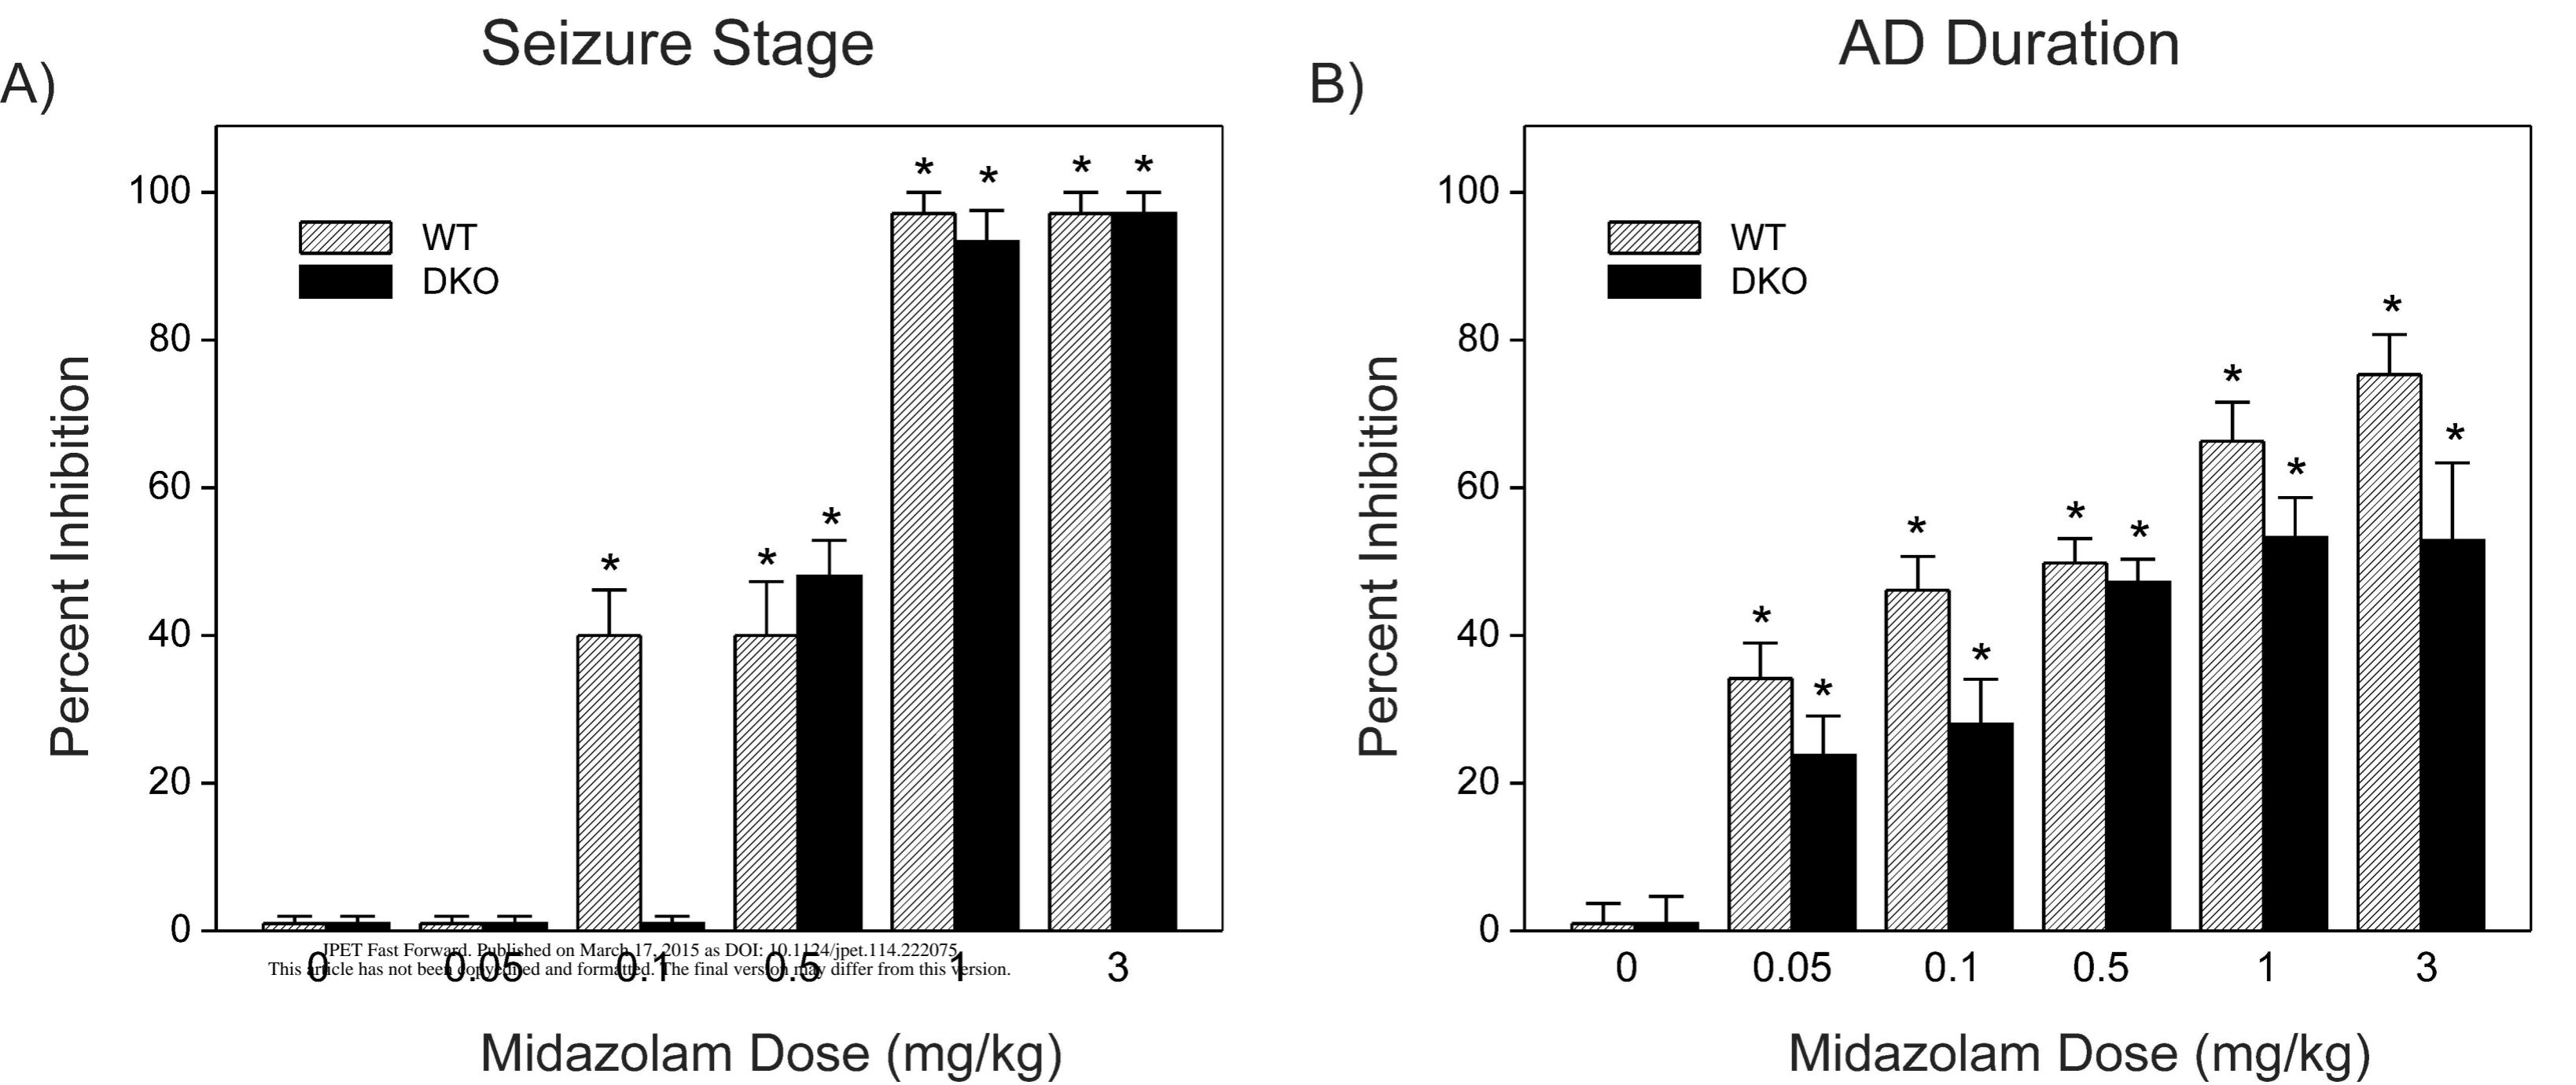 Seizure Stage
A)
Percent Inhibition
100
80
60
40
20
0
WT
DKO
* * * * * * *
JPET Fast Forward. Published on March 17, 2015 as DOI: 10.1124/jpet.114.222075
This article has not been copyedited and formatted. The final version may differ from this version.
0 0.05 0.1 0.5 1 3
Midazolam Dose (mg/kg)
AD Duration
B)
Percent Inhibition
100
80
60
40
20
0
WT
DKO
* * * * * * * * * *
0 0.05 0.1 0.5 1 3
Midazolam Dose (mg/kg)